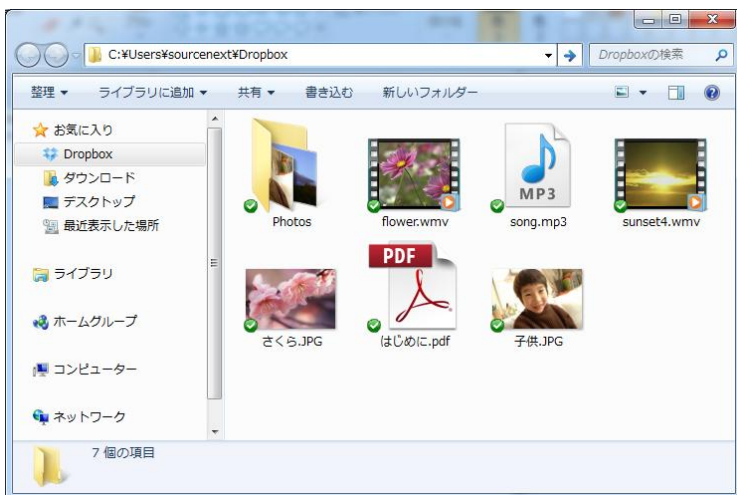 C:¥Users¥sourcenext¥Dropbox
Dropboxの検索
整理 ライブラリに追加 共有 書き込む 新しいフォルダー
お気に入り
Dropbox
ダウンロード
デスクトップ
最近表示した場所
ライブラリ
ホームグループ
コンピューター
ネットワーク
Photos
flower.wmv
MP3
song.mp3
sunset4.wmv
さくら.JPG
PDF
はじめに.pdf
子供.JPG
7 個の項目